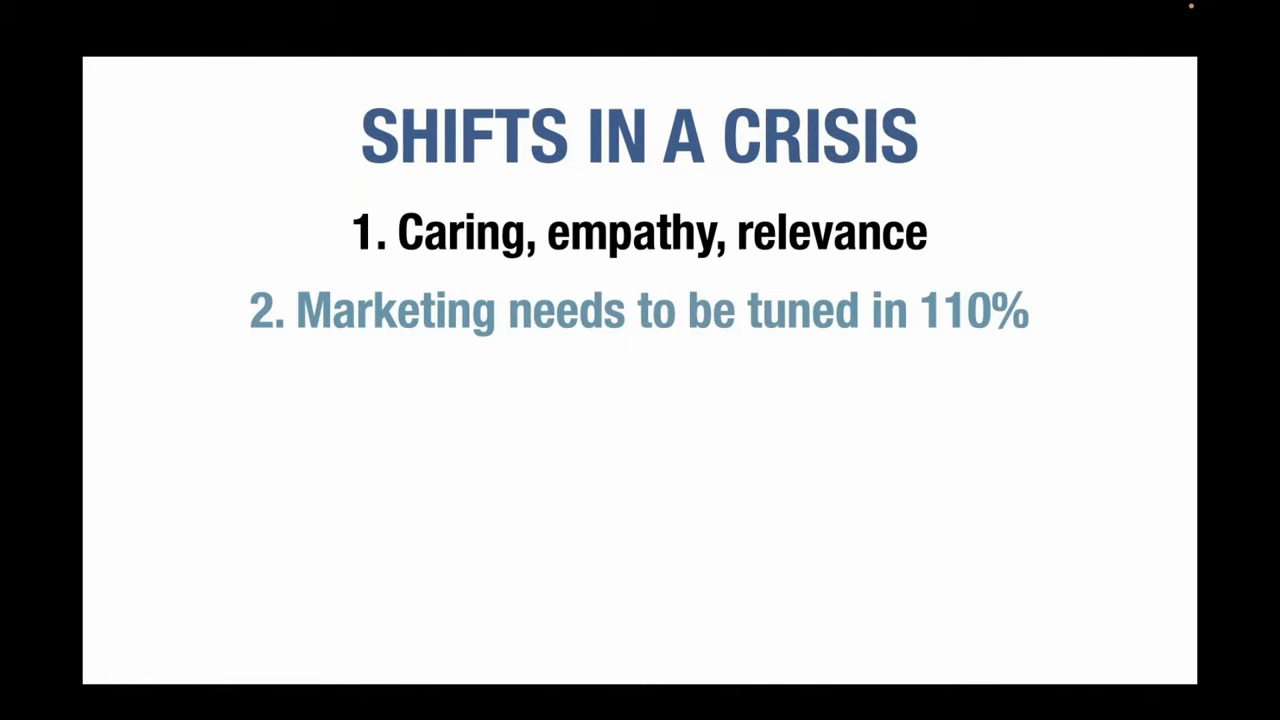 SHIFTS IN A CRISIS
1. Caring, empathy, relevance
2. Marketing needs to be tuned in 110%